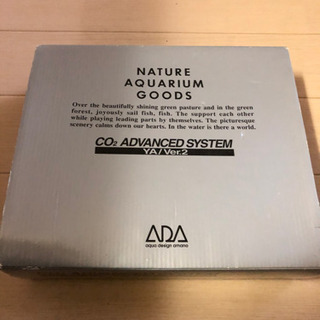 NATURE
AQUARIUM
GOODS
Over the beautifully shining green pasture and in the green
forest, joyously sail fish, fish. The support each other
while playing leading parts by themselves. The picturesque
scenery calms down our hearts. In the water is there a world.
CO₂ ADVANCED SYSTEM
YA/Ver.2
ADA
aqua design amano